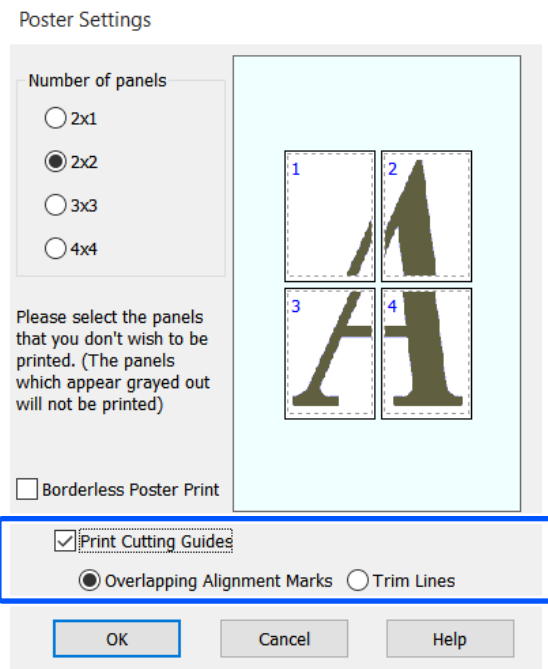 Poster Settings
Number of panels
2x1
2x2
3x3
4x4
1 2
3 4
Please select the panels
that you don't wish to be
printed. (The panels
which appear grayed out
will not be printed)
Borderless Poster Print
Print Cutting Guides
Overlapping Alignment Marks Trim Lines
OK Cancel Help